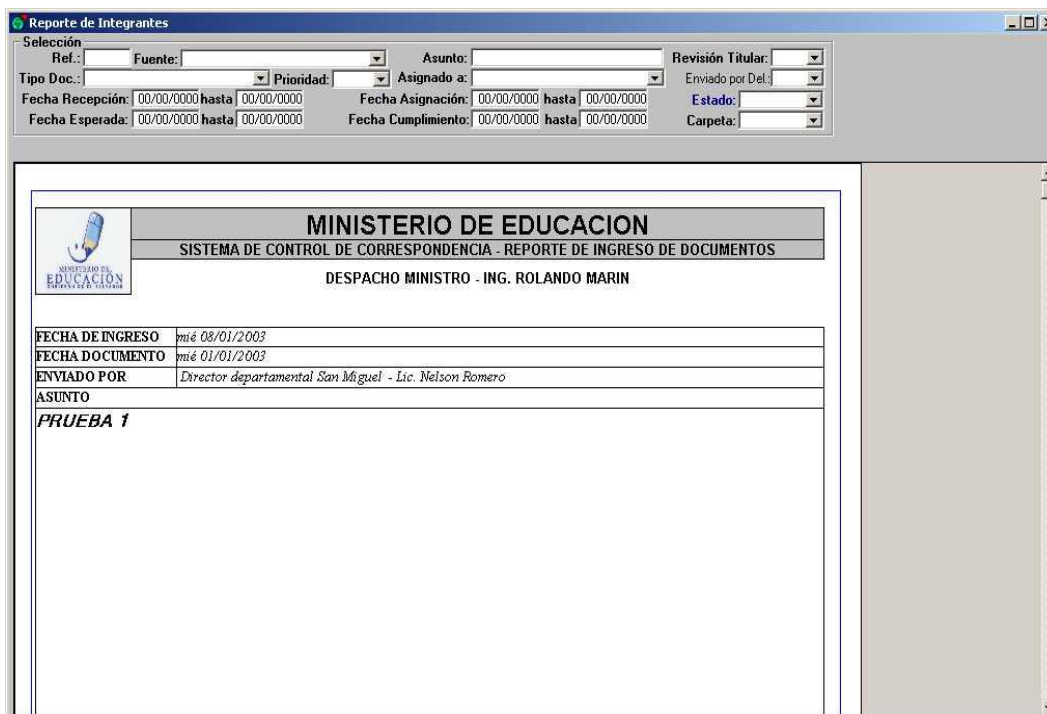 Reporte de Integrantes
Selección
Ref.: Fuente: Asunto: Revisión Titular:
Tipo Doc.: Prioridad: Asignado a: Enviado por Del.:
Fecha Recepción: 00/00/0000 hasta 00/00/0000 Fecha Asignación: 00/00/0000 hasta 00/00/0000 Estado:
Fecha Esperada: 00/00/0000 hasta 00/00/0000 Fecha Cumplimiento: 00/00/0000 hasta 00/00/0000 Carpeta:
MINISTERIO DE EDUCACION
SISTEMA DE CONTROL DE CORRESPONDENCIA - REPORTE DE INGRESO DE DOCUMENTOS
DESPACHO MINISTRO - ING. ROLANDO MARIN
MINISTERIO DE
EDUCACIÓN
FECHA DE INGRESO mié 08/01/2003
FECHA DOCUMENTO mié 01/01/2003
ENVIADO POR Director departamental San Miguel - Lic. Nelson Romero
ASUNTO
PRUEBA 1